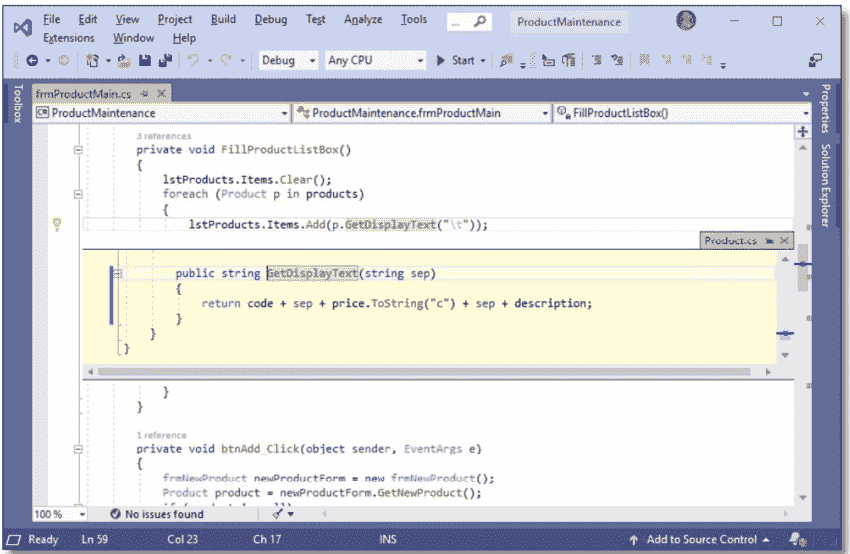 File Edit View Project Build Debug Test Analyze Tools ... ProductMaintenance
Extensions Window Help
Debug Any CPU Start
Toolbox
frmProductMain.cs
ProductMaintenance ProductMaintenance.frmProductMain FillProductListBox()
Properties
Solution Explorer
3 references
private void FillProductListBox()
{
lstProducts.Items.Clear();
foreach (Product p in products)
{
lstProducts.Items.Add(p.GetDisplayText("\t"));
Product.cs
public string GetDisplayText(string sep)
{
return code + sep + price.ToString("c") + sep + description;
}
}
}
}
}
1 reference
private void btnAdd_Click(object sender, EventArgs e)
{
frmNewProduct newProductForm = new frmNewProduct();
Product product = newProductForm.GetNewProduct();
100 % No issues found
Ready Ln 59 Col 23 Ch 17 INS Add to Source Control